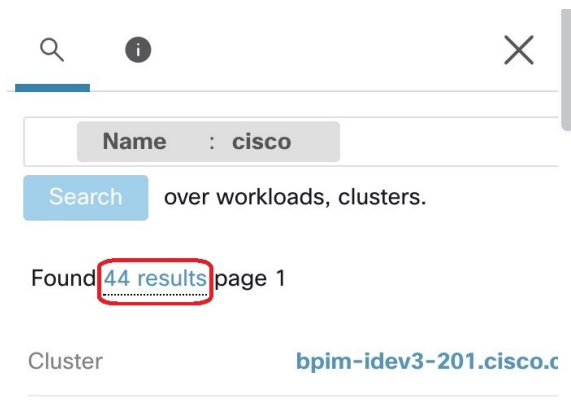 Name : cisco
Search over workloads, clusters.
Found 44 results page 1
Cluster bpim-idev3-201.cisco.c